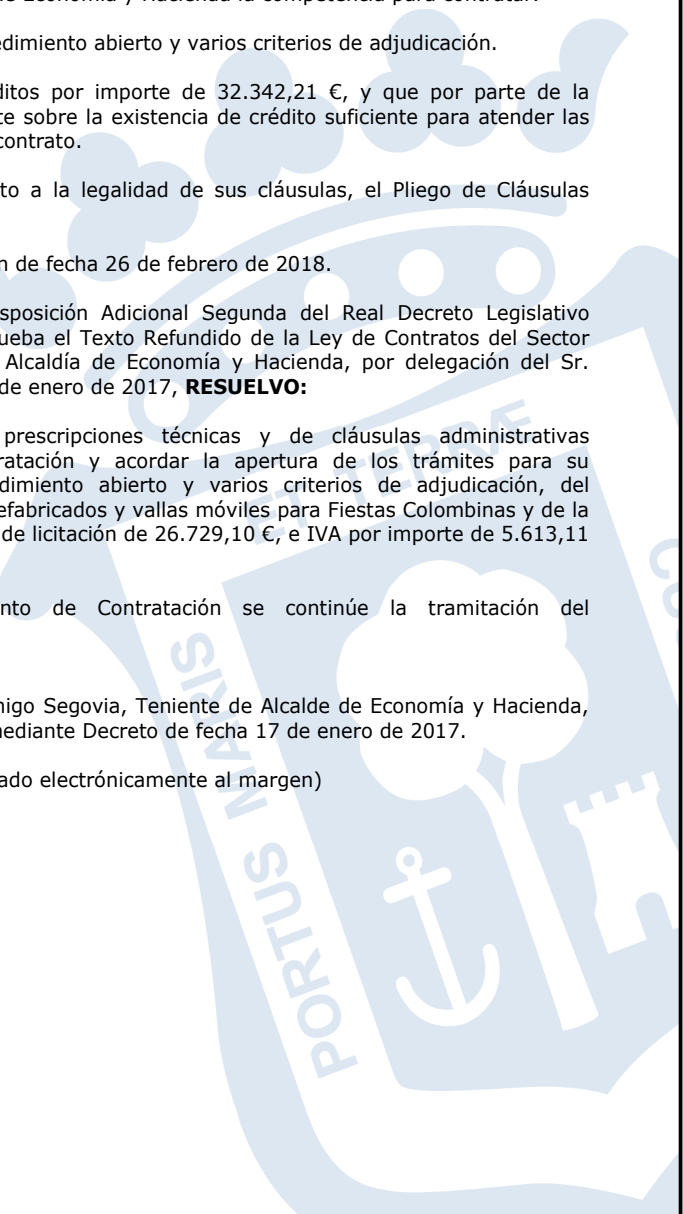 e Economía y Hacienda la competencia para contratar.
edimiento abierto y varios criterios de adjudicación.
ditos por importe de 32.342,21 €, y que por parte de la
te sobre la existencia de crédito suficiente para atender las
contrato.
to a la legalidad de sus cláusulas, el Pliego de Cláusulas
n de fecha 26 de febrero de 2018.
sposición Adicional Segunda del Real Decreto Legislativo
ueba el Texto Refundido de la Ley de Contratos del Sector
Alcaldía de Economía y Hacienda, por delegación del Sr.
de enero de 2017, RESUELVO:
prescripciones técnicas y de cláusulas administrativas
ratación y acordar la apertura de los trámites para su
dimiento abierto y varios criterios de adjudicación, del
efabricados y vallas móviles para Fiestas Colombinas y de la
de licitación de 26.729,10 €, e IVA por importe de 5.613,11
nto de Contratación se continúe la tramitación del
migo Segovia, Teniente de Alcalde de Economía y Hacienda,
mediante Decreto de fecha 17 de enero de 2017.
ado electrónicamente al margen)
PORTUS MARIS
ET TERRÆ